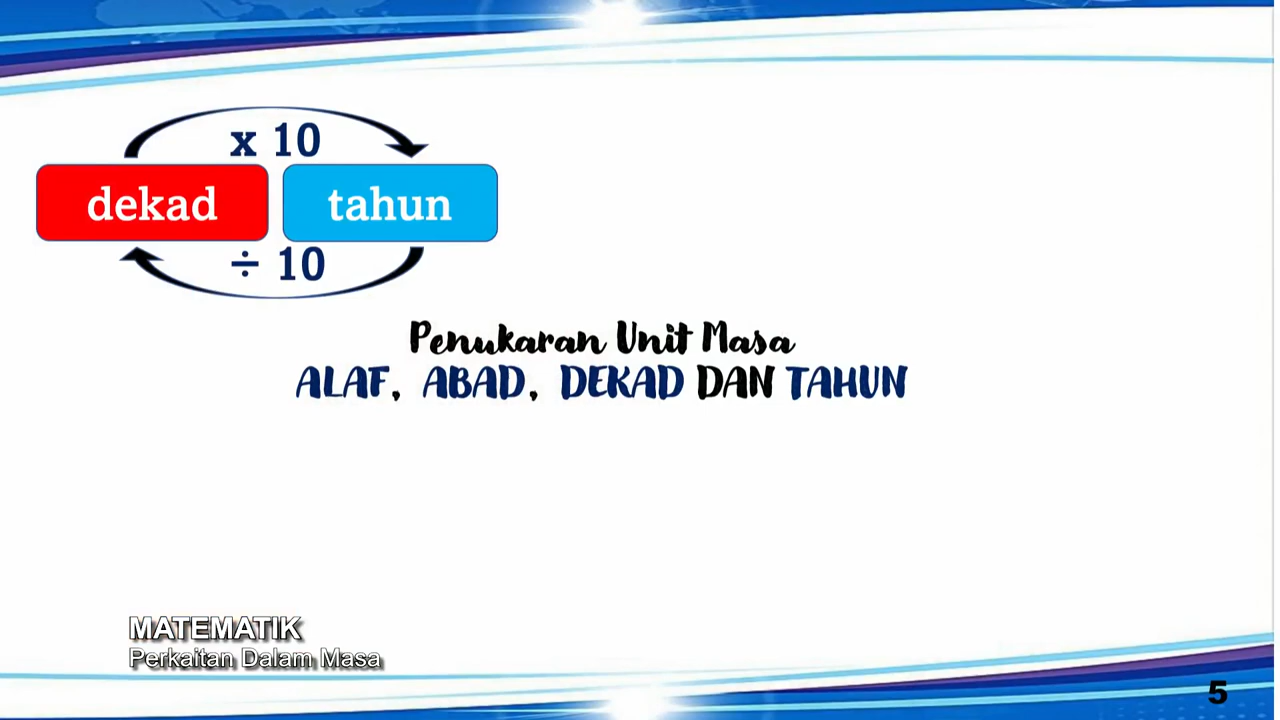 x 10
dekad tahun
÷ 10
Penukaran Unit Masa
ALAF, ABAD, DEKAD DAN TAHUN
MATEMATIK
Perkaitan Dalam Masa
5